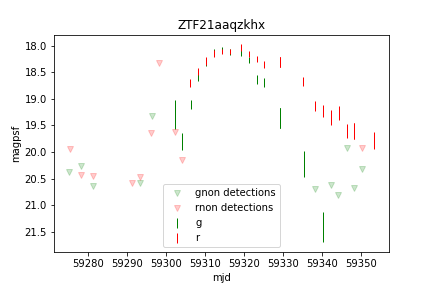 ZTF21aaqzkhx
18.0
18.5
19.0
19.5
20.0
20.5
21.0
21.5
magpsf
gnon detections
rnon detections
g
r
59280 59290 59300 59310 59320 59330 59340 59350
mjd